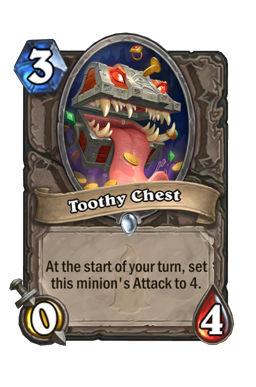 3
Toothy Chest
At the start of your turn, set
this minion's Attack to 4.
0
4